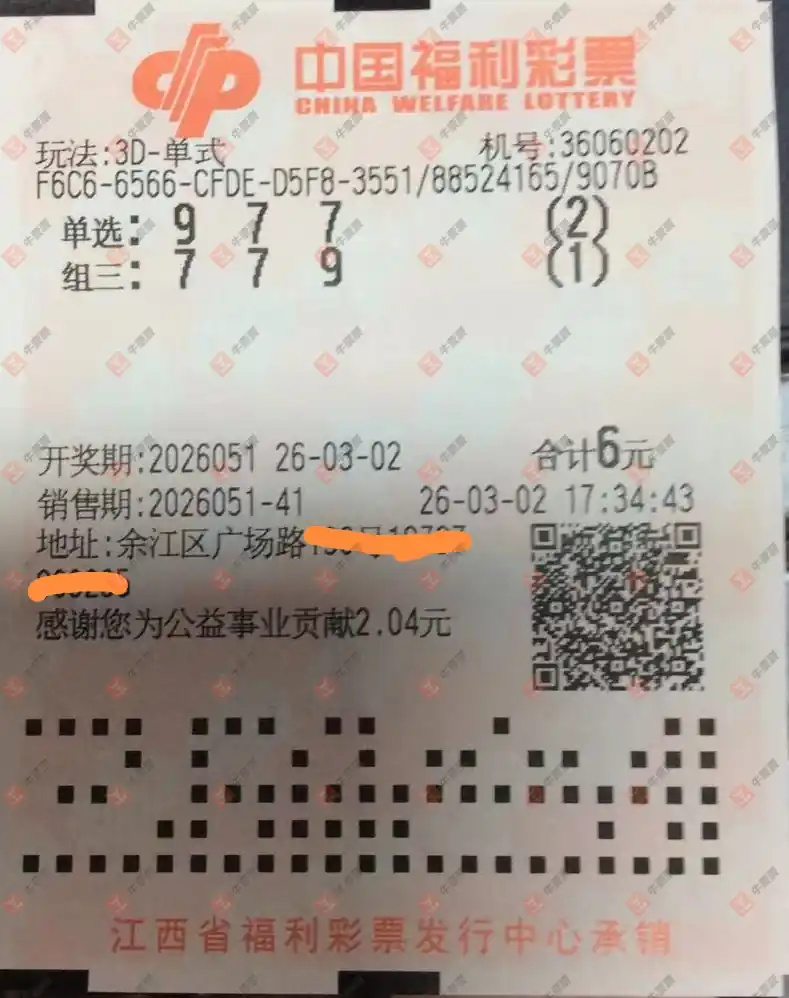 中国福利彩票
CHINA WELFARE LOTTERY
玩法:3D-单式 机号:36060202
F6C6-6566-CFDE-D5F8-3551/88524165/9070B
单选: 9 7 7 (2)
组三: 7 7 9 (1)
开奖期:2026051 26-03-02 合计6元
销售期:2026051-41 26-03-02 17:34:43
地址:余江区广场路
感谢您为公益事业贡献2.04元
江西省福利彩票发行中心承销